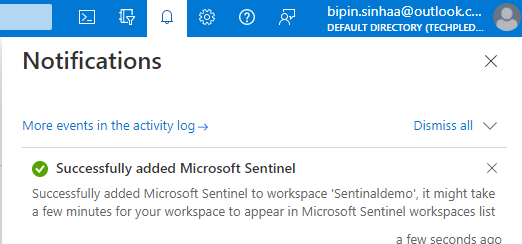 bipin.sinhaa@outlook.c...
DEFAULT DIRECTORY (TECHPLED...
Notifications
More events in the activity log →
Dismiss all
Successfully added Microsoft Sentinel
Successfully added Microsoft Sentinel to workspace 'Sentinaldemo', it might take
a few minutes for your workspace to appear in Microsoft Sentinel workspaces list
a few seconds ago